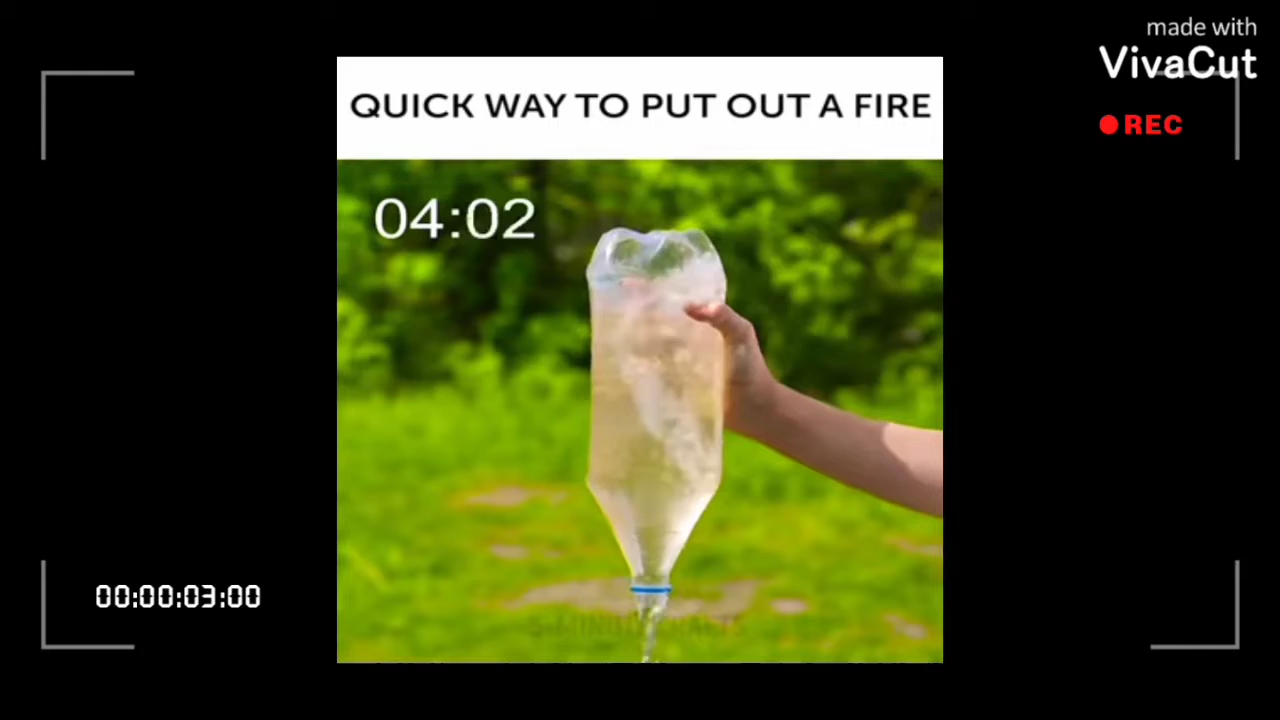 made with
VivaCut
REC
QUICK WAY TO PUT OUT A FIRE
04:02
00:00:03:00